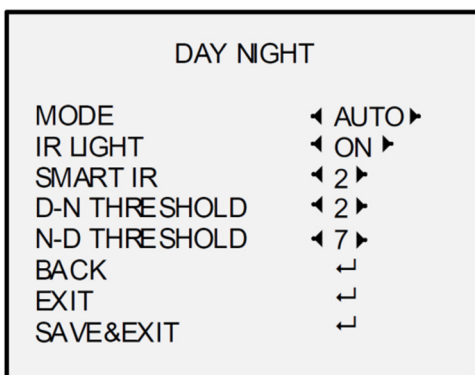 DAY NIGHT
MODE AUTO
IR LIGHT ON
SMART IR 2
D-N THRESHOLD 2
N-D THRESHOLD 7
BACK
EXIT
SAVE&EXIT